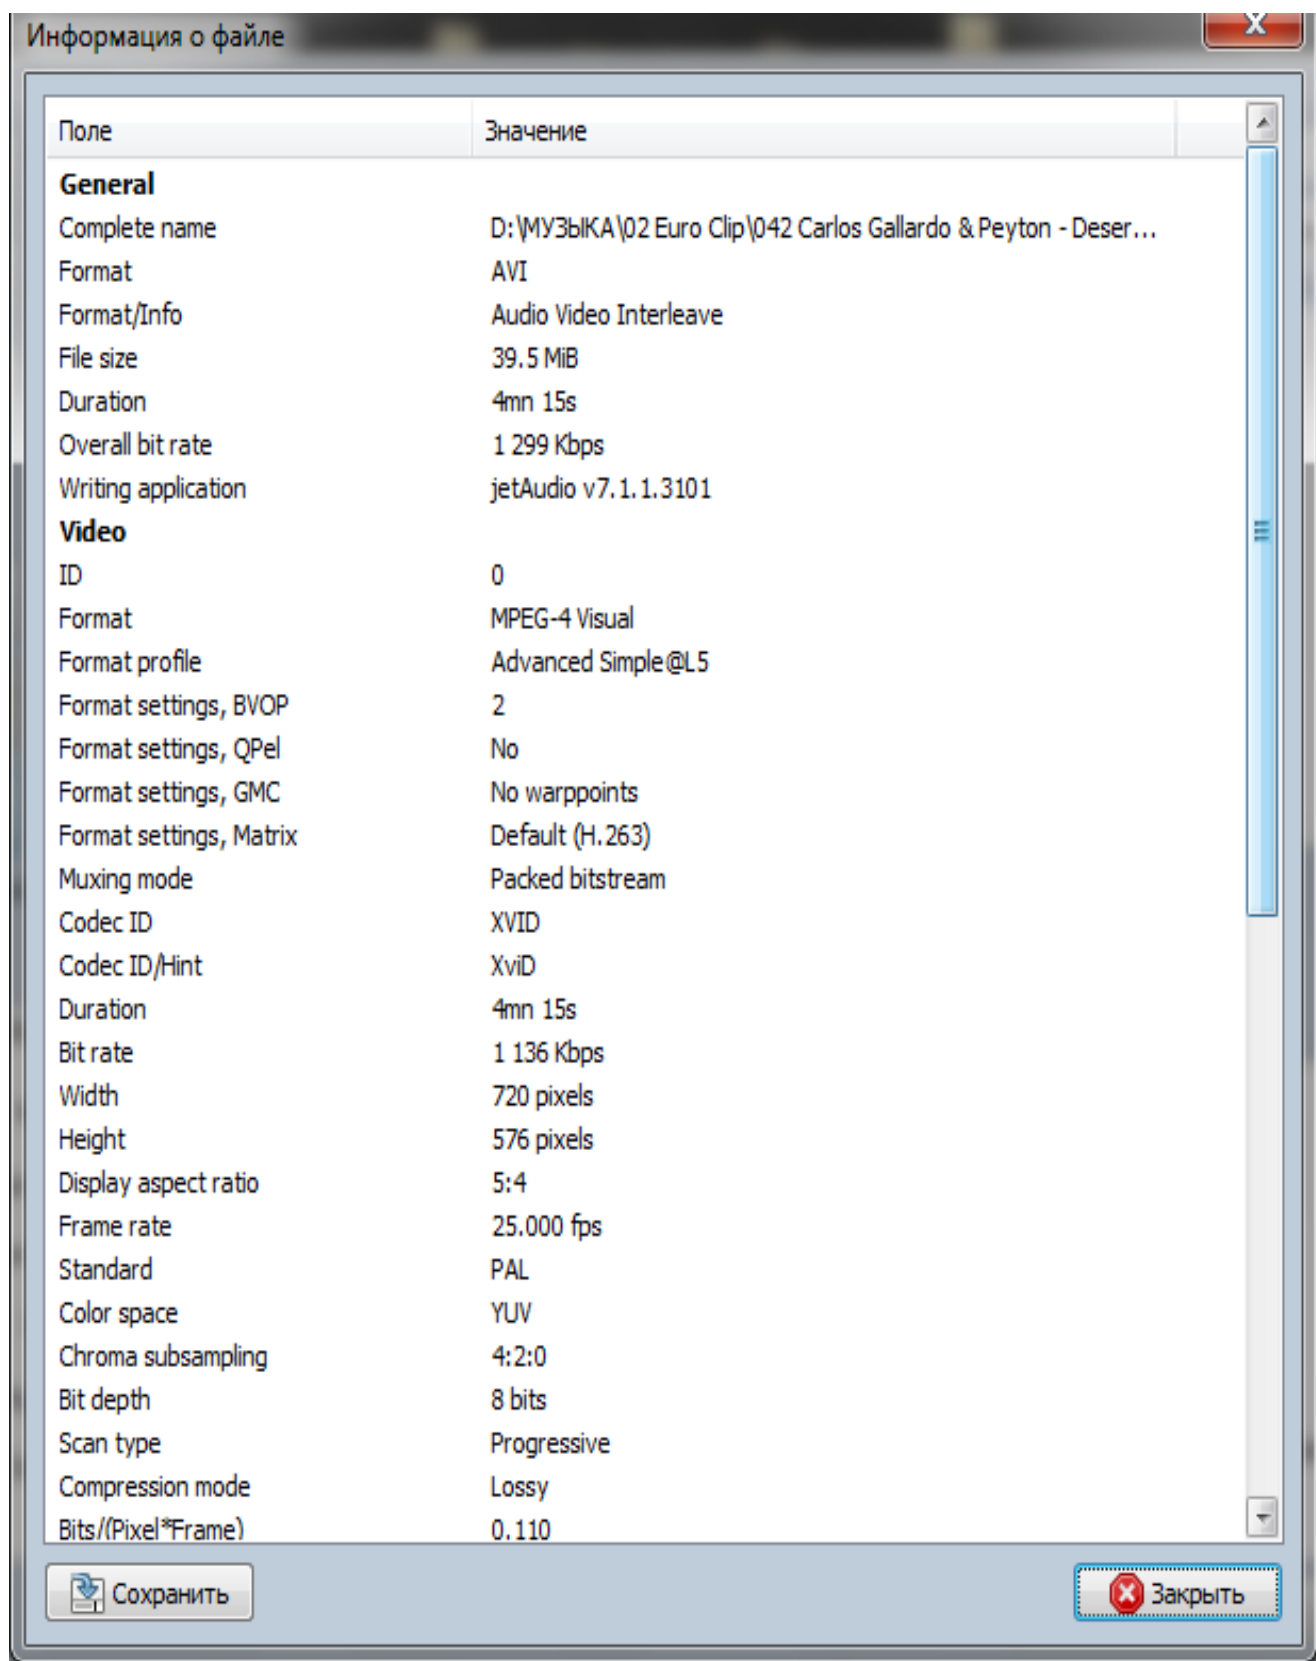 Информация о файле
X
Поле Значение
General
Complete name D:\МУЗЫКА\02 Euro Clip\042 Carlos Gallardo & Peyton - Deser...
Format AVI
Format/Info Audio Video Interleave
File size 39.5 MiB
Duration 4mn 15s
Overall bit rate 1 299 Kbps
Writing application jetAudio v7.1.1.3101
Video
ID 0
Format MPEG-4 Visual
Format profile Advanced Simple@L5
Format settings, BVOP 2
Format settings, QPel No
Format settings, GMC No warppoints
Format settings, Matrix Default (H.263)
Muxing mode Packed bitstream
Codec ID XVID
Codec ID/Hint XviD
Duration 4mn 15s
Bit rate 1 136 Kbps
Width 720 pixels
Height 576 pixels
Display aspect ratio 5:4
Frame rate 25.000 fps
Standard PAL
Color space YUV
Chroma subsampling 4:2:0
Bit depth 8 bits
Scan type Progressive
Compression mode Lossy
Bits/(Pixel*Frame) 0.110
Сохранить Закрыть